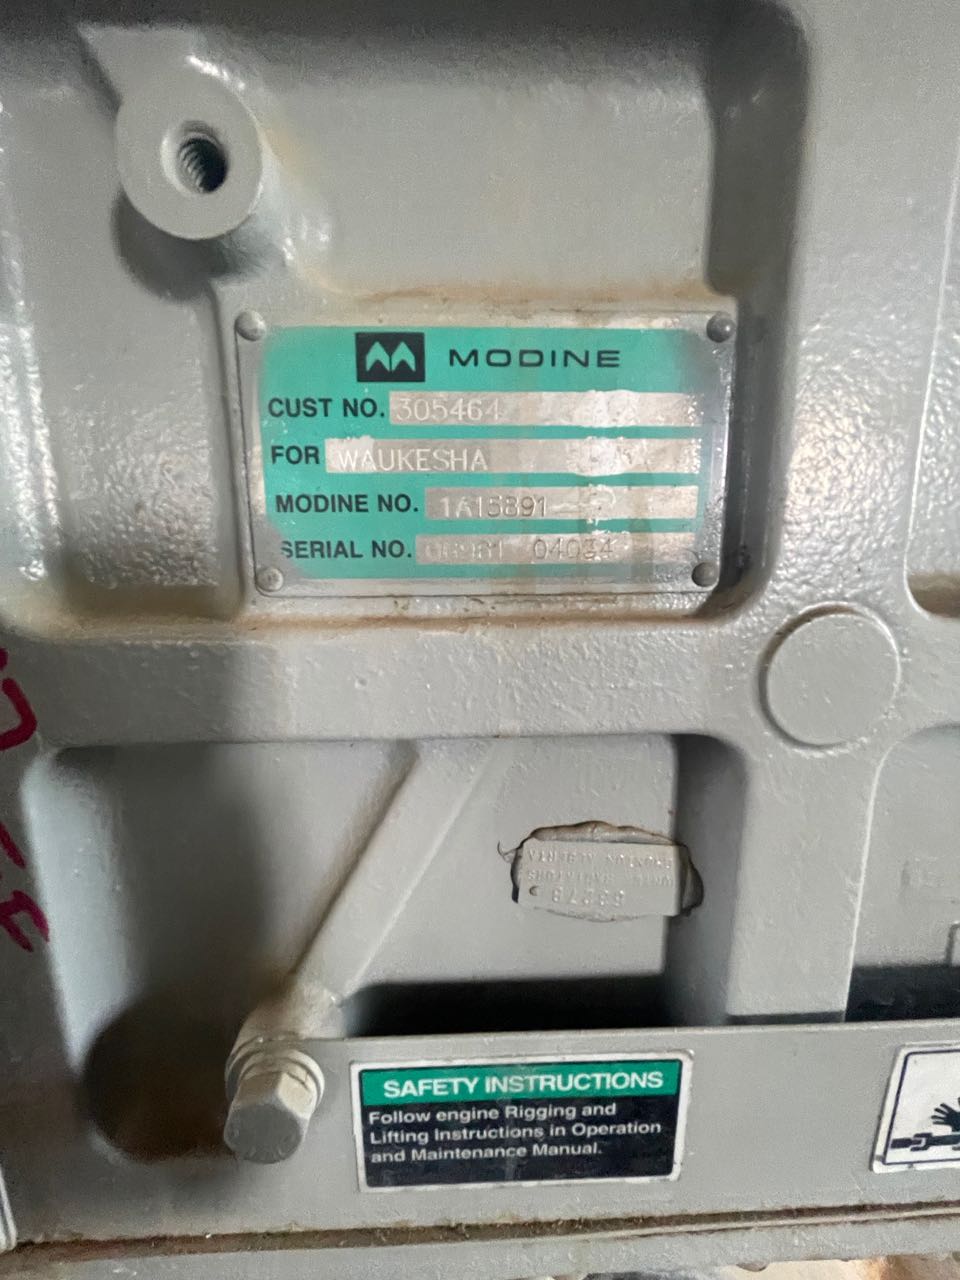 MODINE
CUST NO. 305464
FOR WAUKESHA
MODINE NO. 1A15891
SERIAL NO. 04034
SAFETY INSTRUCTIONS
Follow engine Rigging and
Lifting Instructions in Operation
and Maintenance Manual.